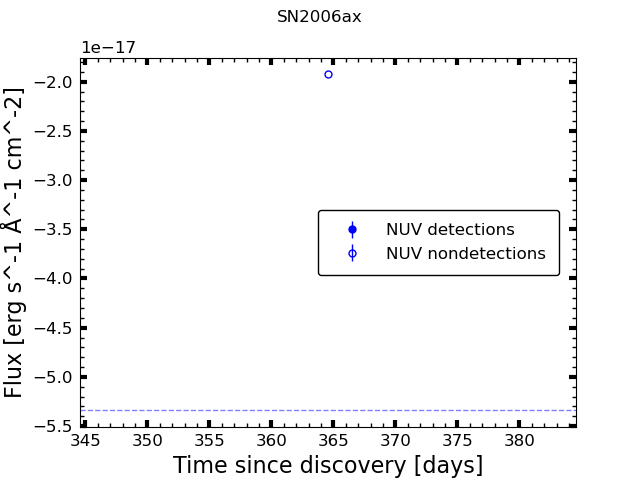 SN2006ax
1e−17
−2.0
−2.5
−3.0
−3.5
−4.0
−4.5
−5.0
−5.5
Flux [erg s^-1 Å^-1 cm^-2]
NUV detections
NUV nondetections
345 350 355 360 365 370 375 380
Time since discovery [days]